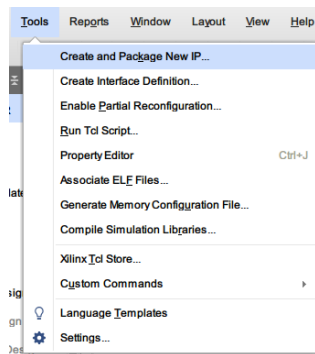 Tools Reports Window Layout View Help
Create and Package New IP...
Create Interface Definition...
Enable Partial Reconfiguration...
Run Tcl Script...
Property Editor Ctrl+J
Associate ELF Files...
Generate Memory Configuration File...
Compile Simulation Libraries...
Xilinx Tcl Store...
Custom Commands
Language Templates
Settings...